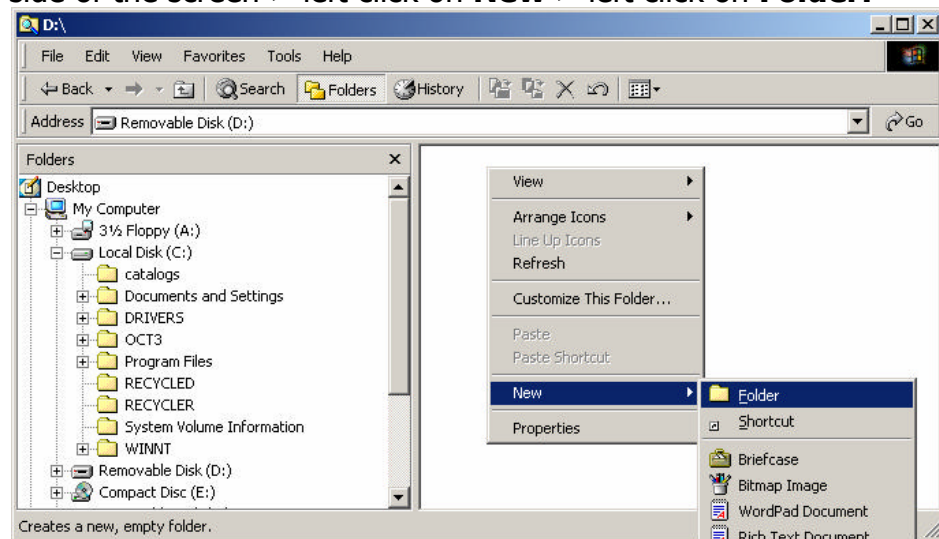 side of the screen
left click on New
left click on Folder.
D:\
File Edit View Favorites Tools Help
Back Search Folders History
Address Removable Disk (D:) Go
Folders
Desktop
My Computer
3½ Floppy (A:)
Local Disk (C:)
catalogs
Documents and Settings
DRIVERS
OCT3
Program Files
RECYCLED
RECYCLER
System Volume Information
WINNT
Removable Disk (D:)
Compact Disc (E:)
View
Arrange Icons
Line Up Icons
Refresh
Customize This Folder...
Paste
Paste Shortcut
New
Properties
Folder
Shortcut
Briefcase
Bitmap Image
WordPad Document
Rich Text Document
Creates a new, empty folder.